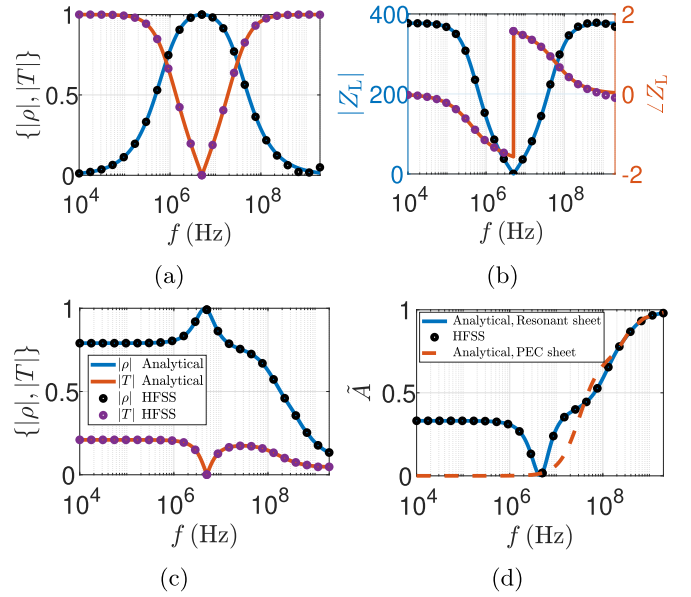 1
0.5
0
{|ρ|, |T|}
10^4 10^6 10^8
f (Hz)
(a)
400
200
0
|Z_L|
2
0
-2
∠Z_L
10^4 10^6 10^8
f (Hz)
(b)
1
0.5
0
{|ρ|, |T|}
|ρ| Analytical
|T| Analytical
|ρ| HFSS
|T| HFSS
10^4 10^6 10^8
f (Hz)
(c)
1
0.5
0
Ã
Analytical, Resonant sheet
HFSS
Analytical, PEC sheet
10^4 10^6 10^8
f (Hz)
(d)